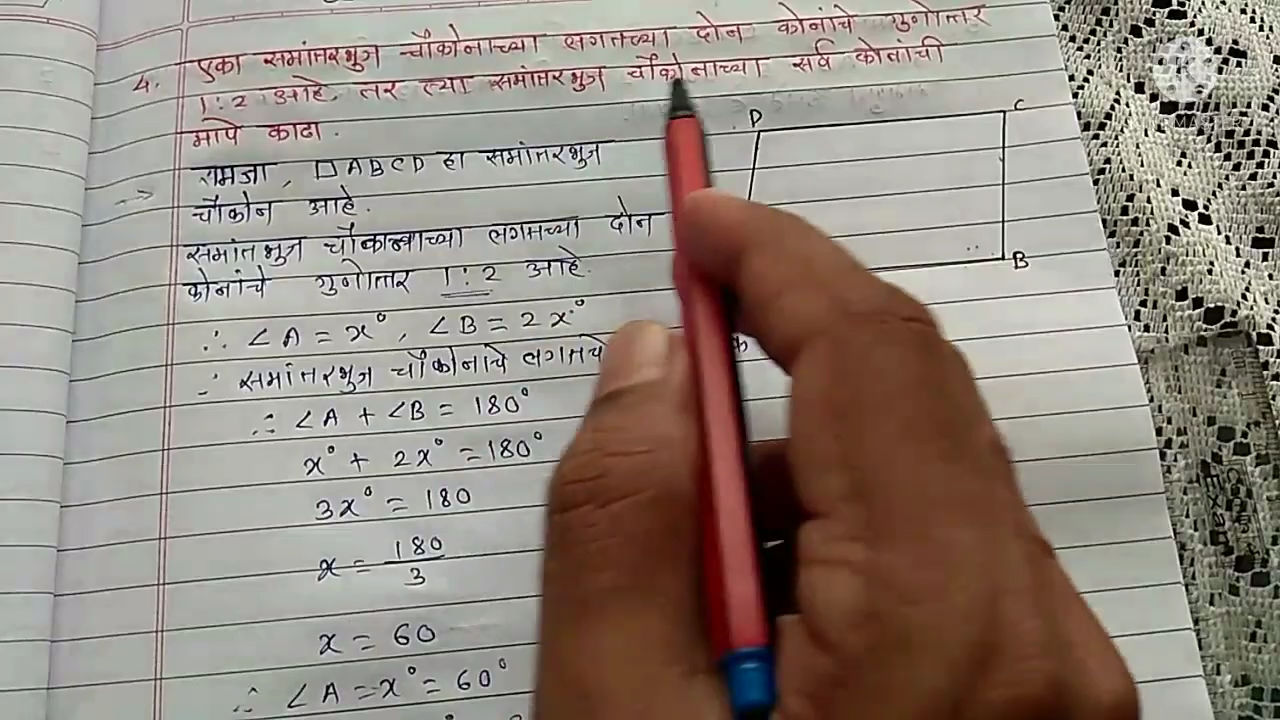 4. एका समांतरभुज चौकोनाच्या लगतच्या दोन कोनांचे गुणोत्तर
1:2 आहे. तर त्या समांतरभुज चौकोनाच्या सर्व कोनांची
मापे काढा.
D C
समजा, □ABCD हा समांतरभुज
चौकोन आहे.
समांतभुज लगतच्या दोन
B
कोनांचे गुणोत्तर 1:2 आहे.
∴ ∠A = x°, ∠B = 2x°
समांतरभुज चौकोनाचे लगतचे
∴ ∠A + ∠B = 180°
x° + 2x° = 180°
3x° = 180
x = 180/3
x = 60
∴ ∠A = x° = 60°